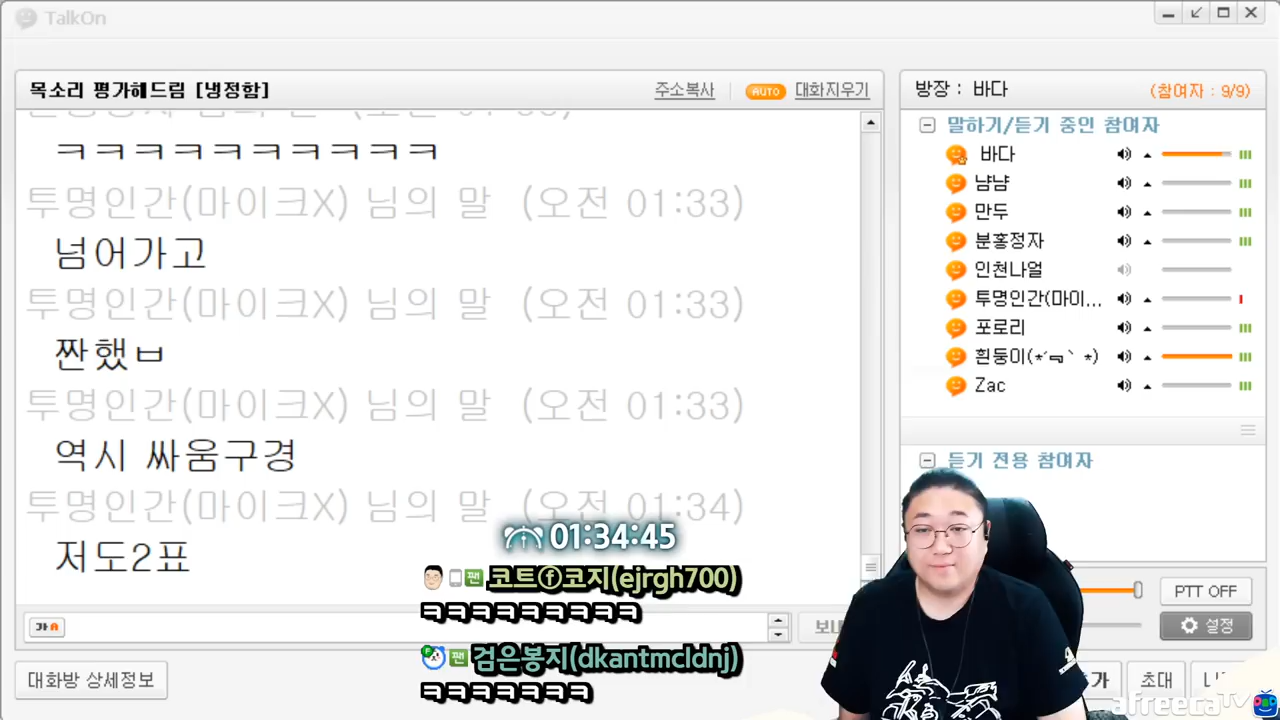 TalkOn
목소리 평가해드림 [냉정함]
주소복사
AUTO
대화지우기
ㅋㅋㅋㅋㅋㅋㅋㅋㅋㅋ
투명인간(마이크X) 님의 말 (오전 01:33)
넘어가고
투명인간(마이크X) 님의 말 (오전 01:33)
짠했ㅂ
투명인간(마이크X) 님의 말 (오전 01:33)
역시 싸움구경
투명인간(마이크X) 님의 말 (오전 01:34)
저도2표
방장 : 바다
(참여자 : 9/9)
말하기/듣기 중인 참여자
바다
냠냠
만두
분홍정자
인천나얼
투명인간(마이...
포로리
흰둥이(*´ㅋ` *)
Zac
듣기 전용 참여자
01:34:45
팬 코트ⓕ코지(ejrgh700)
ㅋㅋㅋㅋㅋㅋㅋㅋㅋ
팬 검은봉지(dkantmcldnj)
ㅋㅋㅋㅋㅋㅋㅋ
PTT OFF
설정
가A
대화방 상세정보
초대
afreecaTV